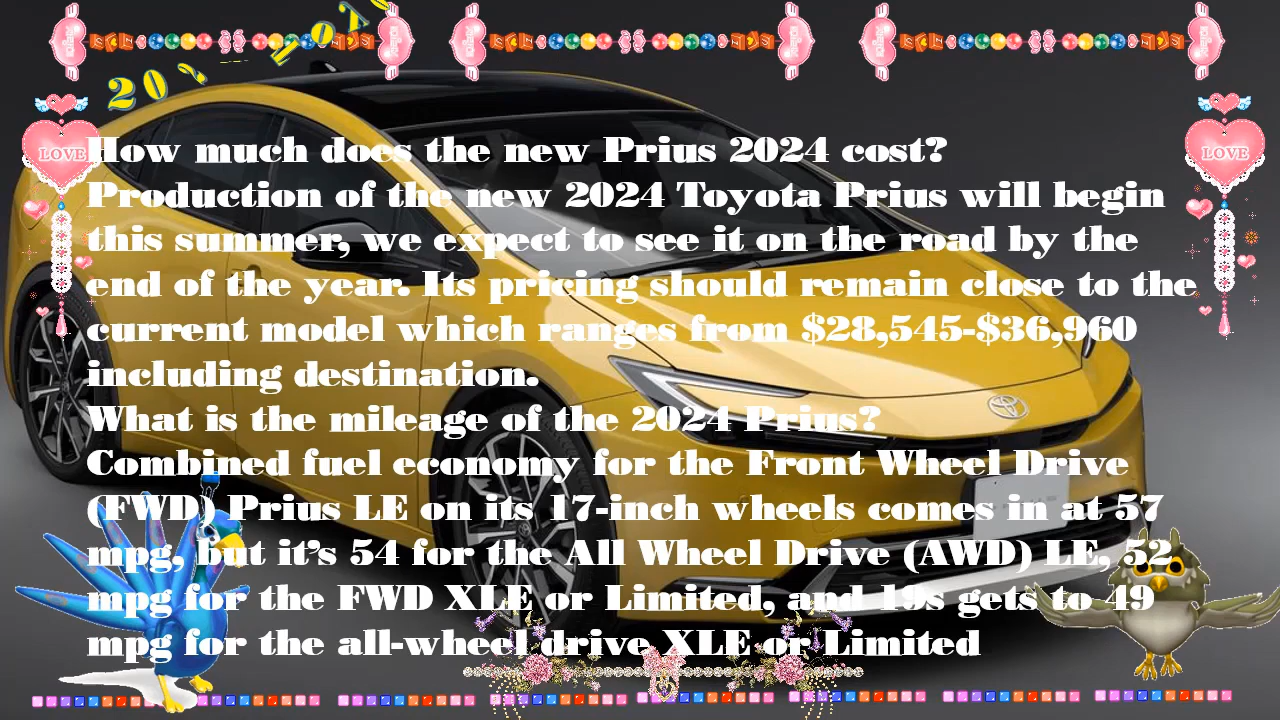 LOVE
LOVE
How much does the new Prius 2024 cost?
Production of the new 2024 Toyota Prius will begin
this summer, we expect to see it on the road by the
end of the year. Its pricing should remain close to the
current model which ranges from $28,545-$36,960
including destination.
What is the mileage of the 2024 Prius?
Combined fuel economy for the Front Wheel Drive
(FWD) Prius LE on its 17-inch wheels comes in at 57
mpg, but it’s 54 for the All Wheel Drive (AWD) LE, 52
mpg for the FWD XLE or Limited, and 19s gets to 49
mpg for the all-wheel drive XLE or Limited